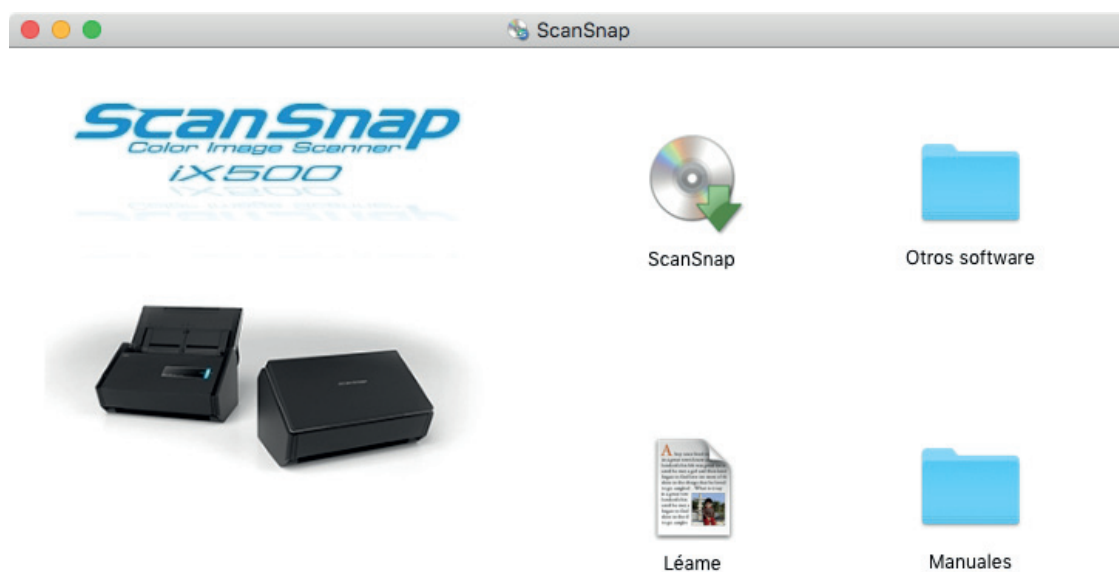 ScanSnap
ScanSnap
Color Image Scanner
iX500
ScanSnap
Otros software
Léame
Manuales